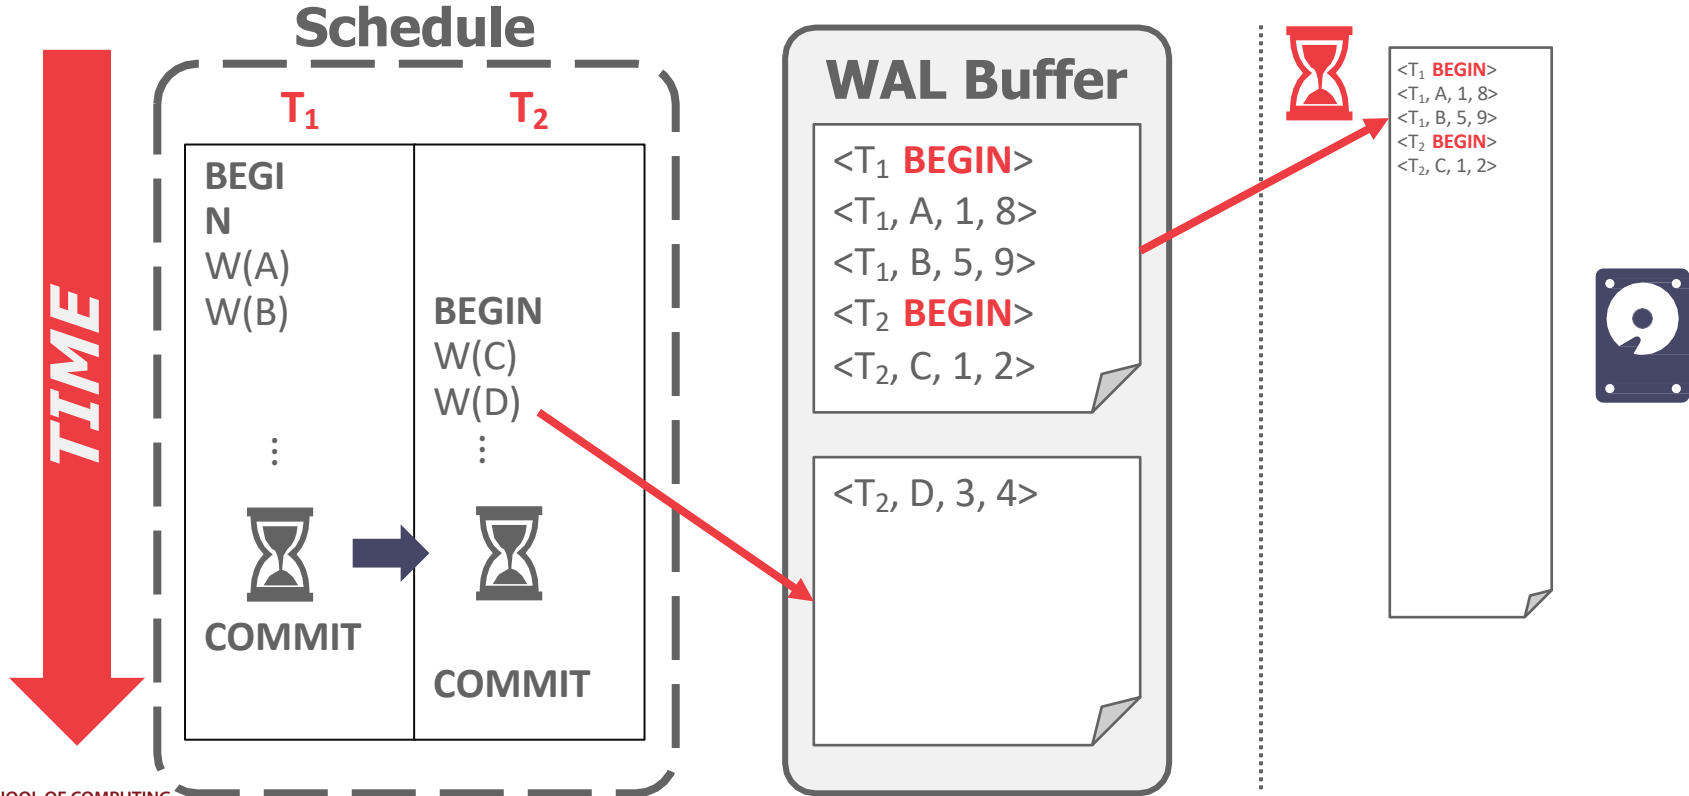 Schedule
TIME
T₁ T₂
BEGI
N
W(A)
W(B)
⋮
COMMIT
BEGIN
W(C)
W(D)
⋮
COMMIT
WAL Buffer
<T₁ BEGIN>
<T₁, A, 1, 8>
<T₁, B, 5, 9>
<T₂ BEGIN>
<T₂, C, 1, 2>
<T₂, D, 3, 4>
<T₁ BEGIN>
<T₁, A, 1, 8>
<T₁, B, 5, 9>
<T₂ BEGIN>
<T₂, C, 1, 2>
OF COMPUTING